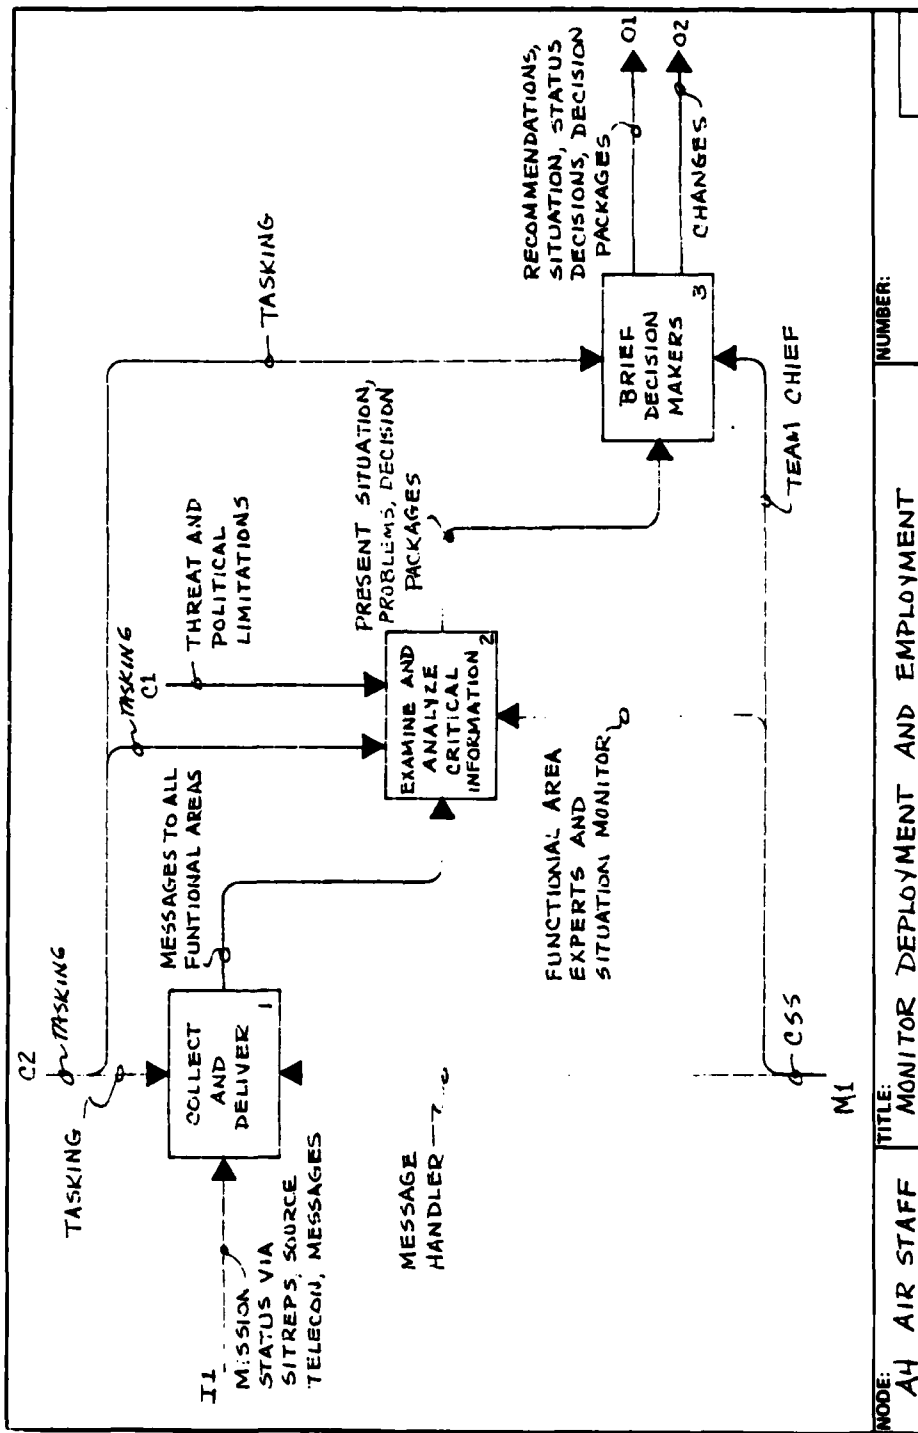 C2
TASKING
TASKING
I1
MISSION
STATUS VIA
SITREPS, SOURCE
TELECON, MESSAGES
COLLECT
AND
DELIVER
1
MESSAGES TO ALL
FUNTIONAL AREAS
TASKING
C1
THREAT AND
POLITICAL
LIMITATIONS
TASKING
EXAMINE AND
ANALYZE
CRITICAL
INFORMATION
2
PRESENT SITUATION,
PROBLEMS, DECISION
PACKAGES
RECOMMENDATIONS,
SITUATION, STATUS
DECISIONS, DECISION
PACKAGES
O1
O2
CHANGES
BRIEF
DECISION
MAKERS
3
MESSAGE
HANDLER
FUNCTIONAL AREA
EXPERTS AND
SITUATION MONITOR
TEAM CHIEF
CSS
M1
NODE:
A4 AIR STAFF
TITLE:
MONITOR DEPLOYMENT AND EMPLOYMENT
NUMBER: